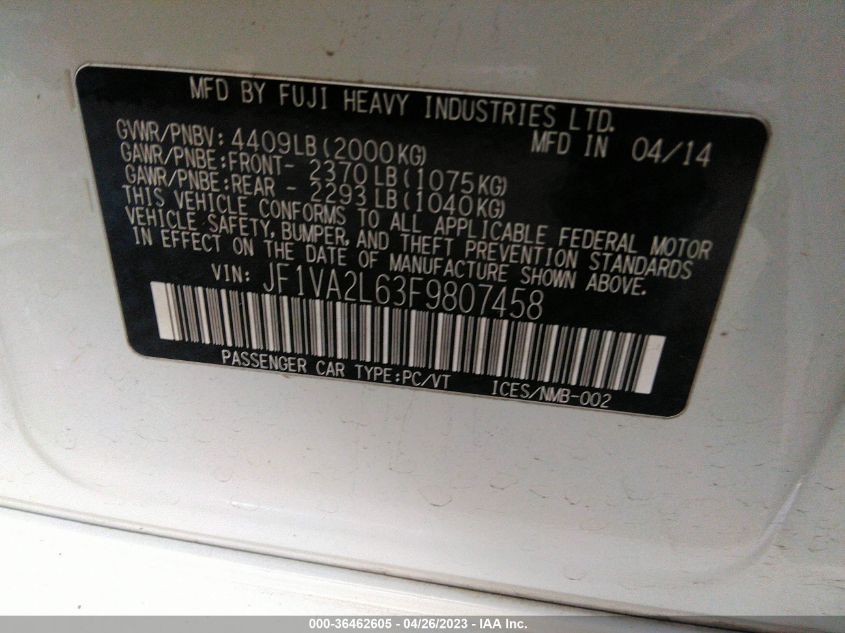 MFD BY FUJI HEAVY INDUSTRIES LTD.
GVWR/PNBV: 4409LB(2000KG) MFD IN 04/14
GAWR/PNBE:FRONT- 2370LB(1075KG)
GAWR/PNBE:REAR - 2293LB(1040KG)
THIS VEHICLE CONFORMS TO ALL APPLICABLE FEDERAL MOTOR
VEHICLE SAFETY, BUMPER, AND THEFT PREVENTION STANDARDS
IN EFFECT ON THE DATE OF MANUFACTURE SHOWN ABOVE.
VIN: JF1VA2L63F9807458
PASSENGER CAR TYPE:PC/VT ICES/NMB-002
000-36462605 - 04/26/2023 - IAA Inc.